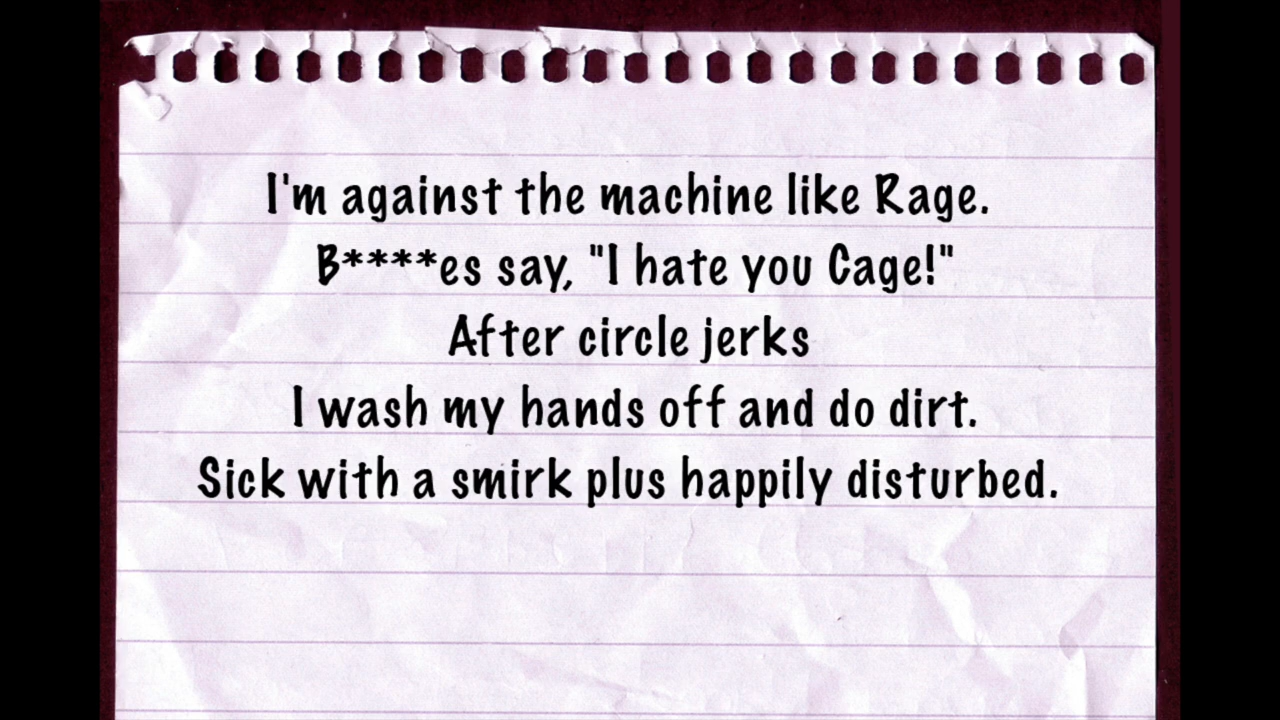 I'm against the machine like Rage.
B****es say, "I hate you Cage!"
After circle jerks
I wash my hands off and do dirt.
Sick with a smirk plus happily disturbed.